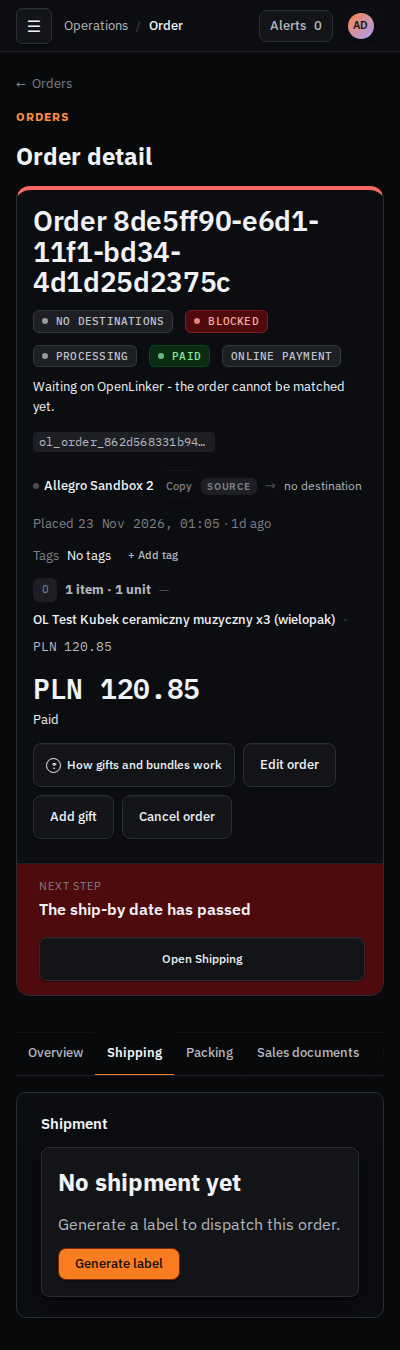 ☰ Operations / Order Alerts 0 AD
← Orders
ORDERS
Order detail
Order 8de5ff90-e6d1-
11f1-bd34-
4d1d25d2375c
NO DESTINATIONS BLOCKED
PROCESSING PAID ONLINE PAYMENT
Waiting on OpenLinker - the order cannot be matched
yet.
ol_order_862d568331b94…
Allegro Sandbox 2 Copy SOURCE → no destination
Placed 23 Nov 2026, 01:05 · 1d ago
Tags No tags + Add tag
O 1 item · 1 unit —
OL Test Kubek ceramiczny muzyczny x3 (wielopak) ·
PLN 120.85
PLN 120.85
Paid
How gifts and bundles work Edit order
Add gift Cancel order
NEXT STEP
The ship-by date has passed
Open Shipping
Overview Shipping Packing Sales documents
Shipment
No shipment yet
Generate a label to dispatch this order.
Generate label